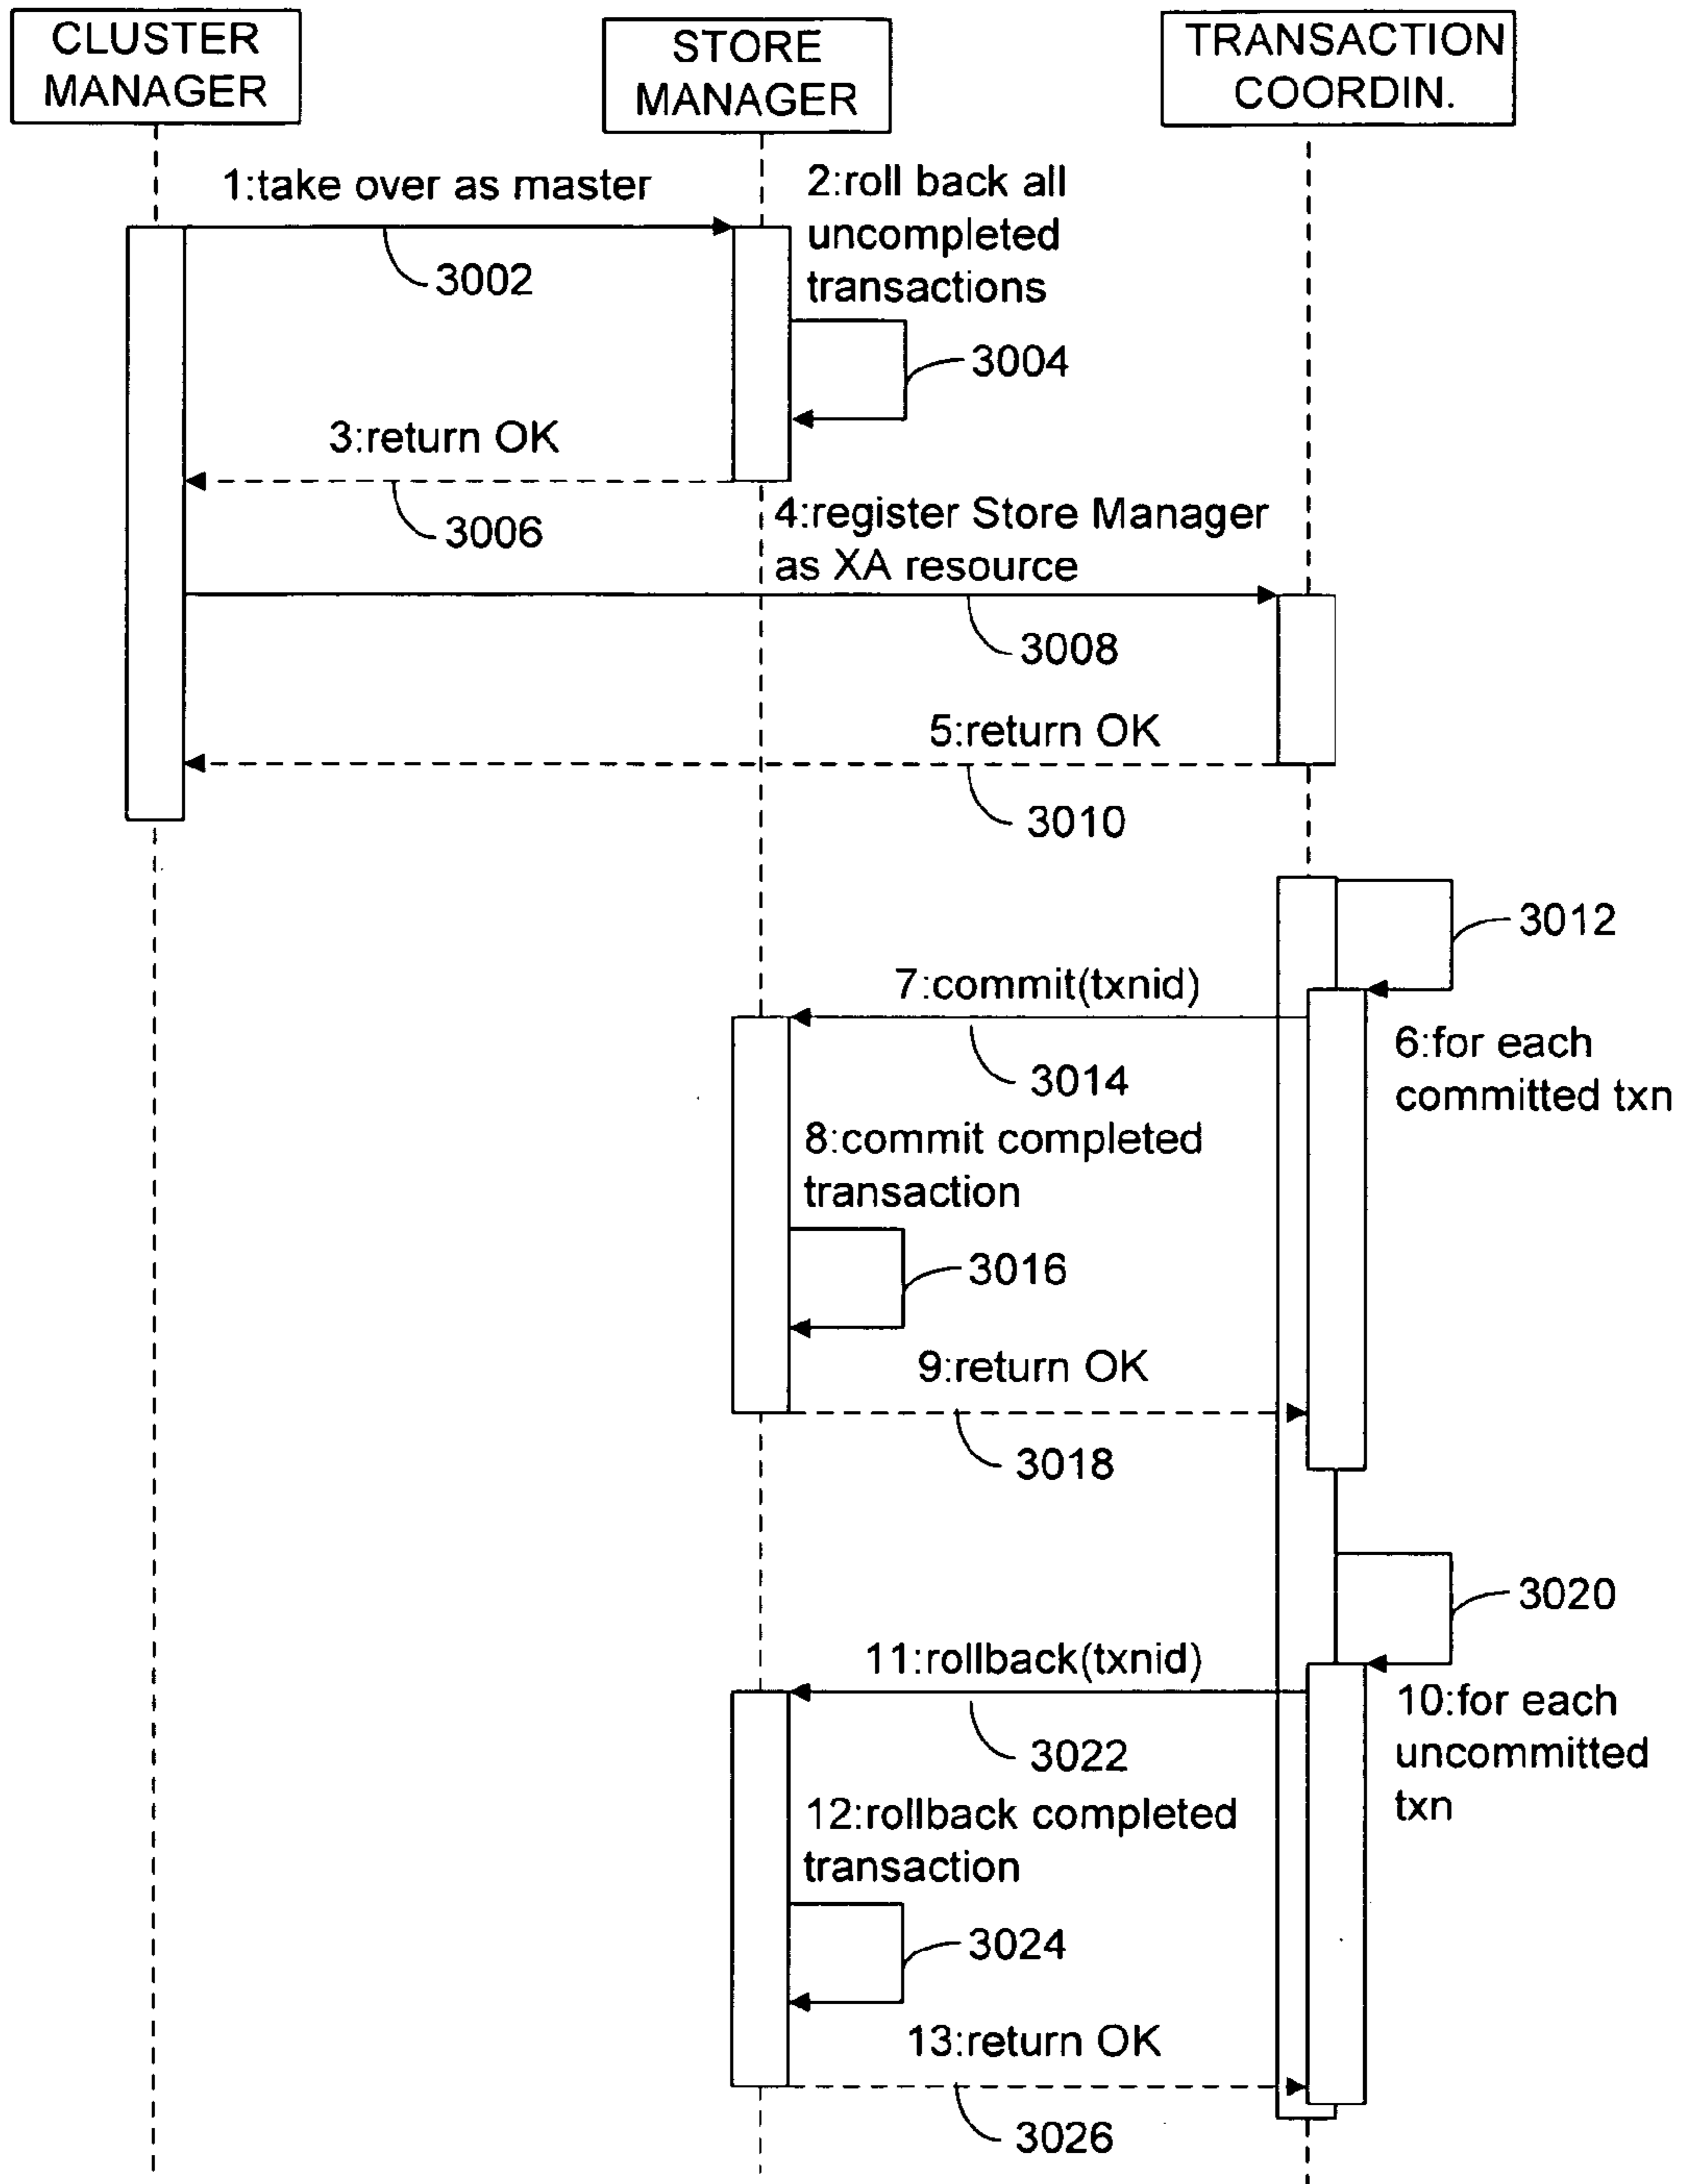 CLUSTER
MANAGER
STORE
MANAGER
TRANSACTION
COORDIN.
1:take over as master
3002
2:roll back all
uncompleted
transactions
3004
3:return OK
3006
4:register Store Manager
as XA resource
3008
5:return OK
3010
3012
6:for each
committed txn
7:commit(txnid)
3014
8:commit completed
transaction
3016
9:return OK
3018
3020
10:for each
uncommitted
txn
11:rollback(txnid)
3022
12:rollback completed
transaction
3024
13:return OK
3026